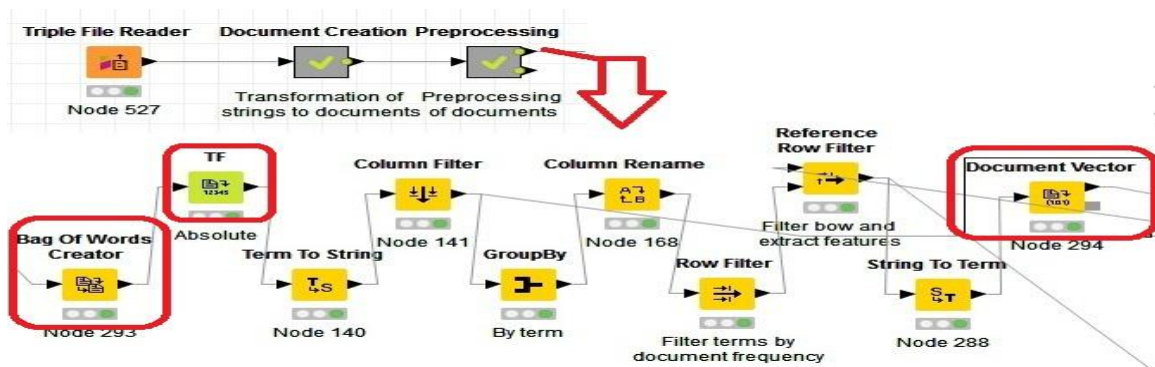 Triple File Reader
Document Creation
Preprocessing
Node 527
Transformation of
strings to documents
Preprocessing
of documents
TF
Absolute
Bag Of Words
Creator
Node 293
Term To String
Node 140
Column Filter
Node 141
GroupBy
By term
Column Rename
Node 168
Row Filter
Filter terms by
document frequency
Reference
Row Filter
Filter bow and
extract features
String To Term
Node 288
Document Vector
Node 294